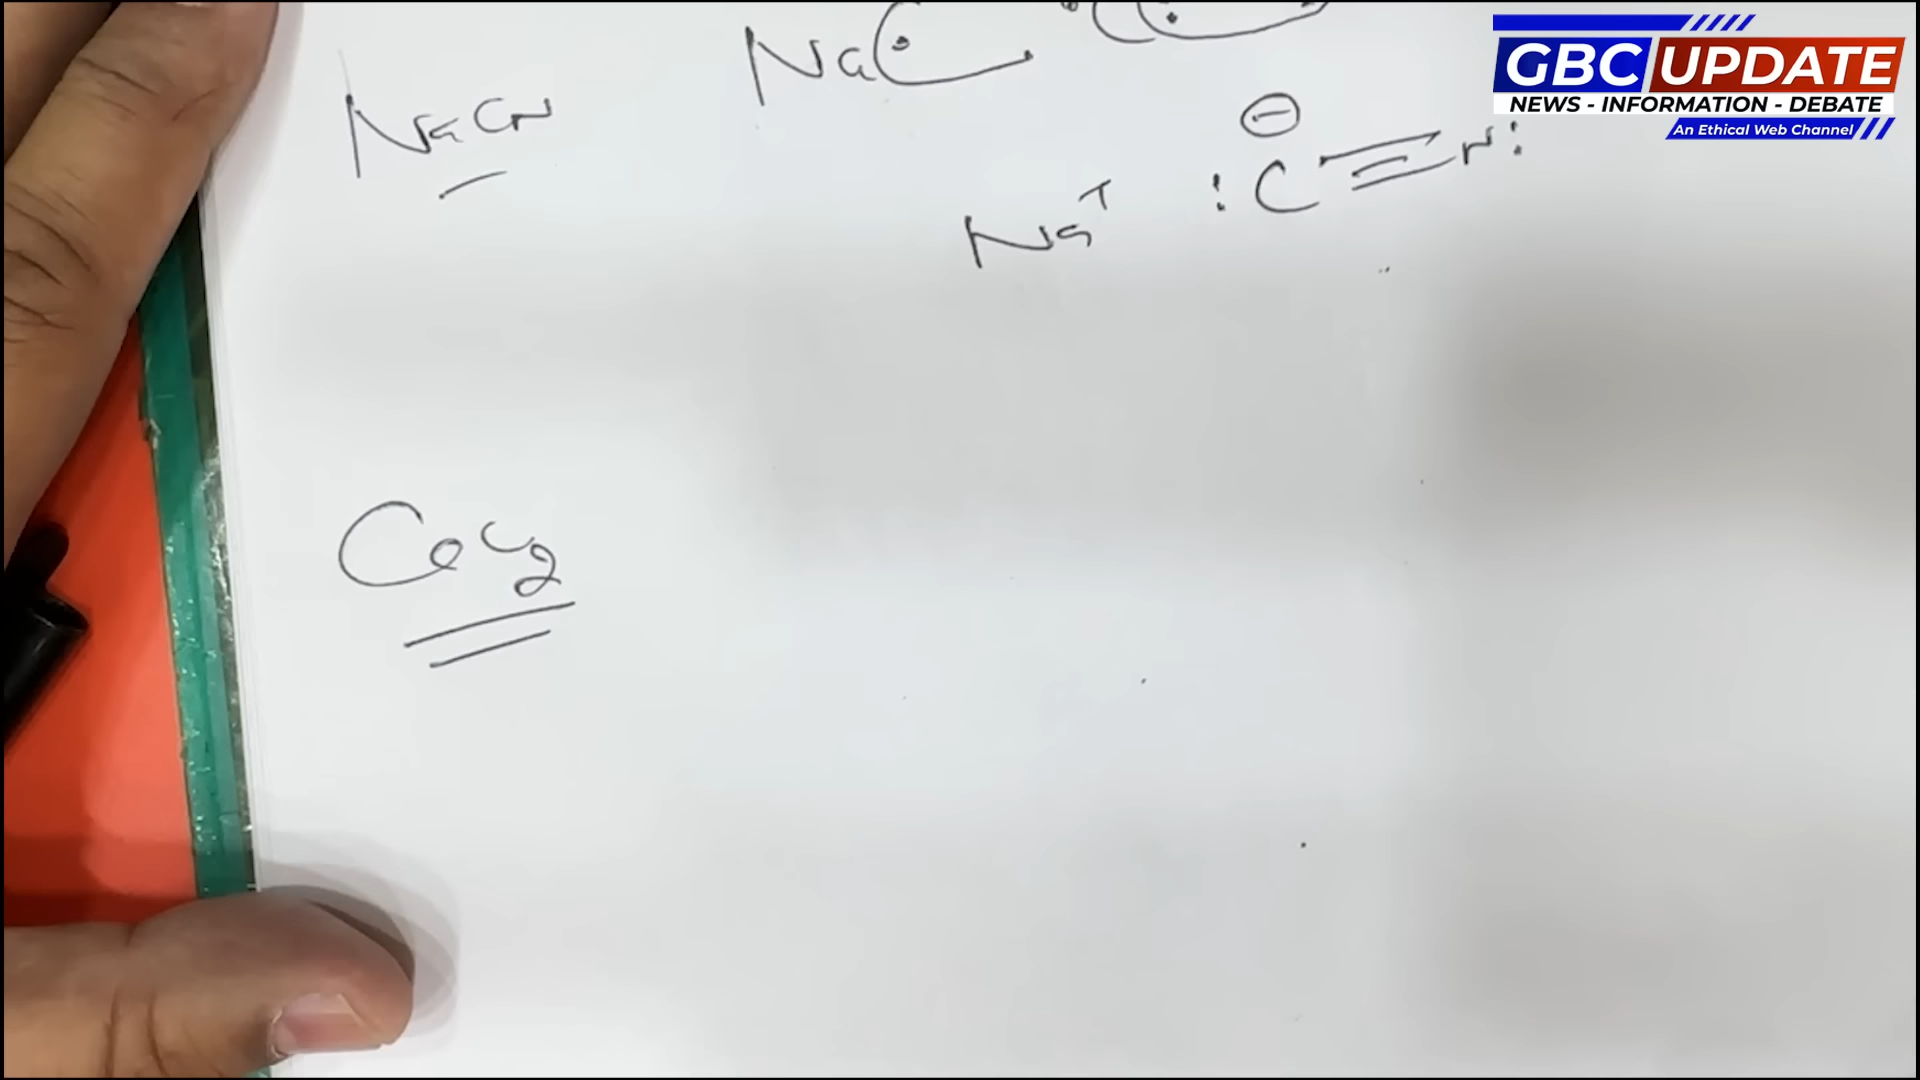 Na
NaCN
⊖
Na⁺ :C≡N:
CaC₂
GBC UPDATE
NEWS - INFORMATION - DEBATE
An Ethical Web Channel